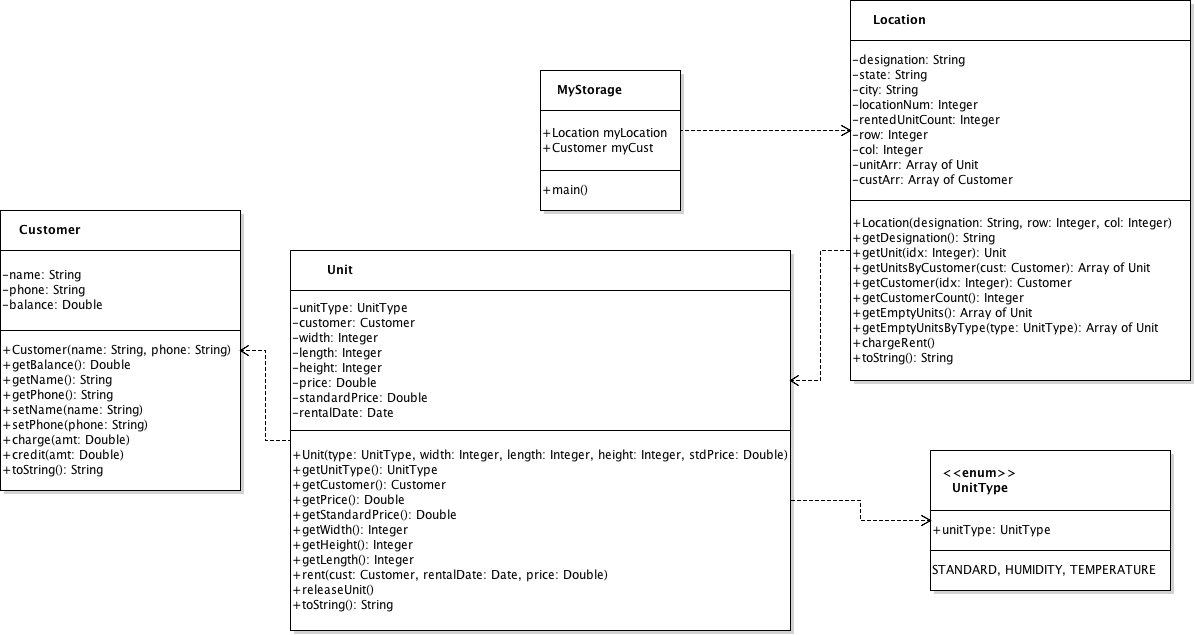 Location
-designation: String
-state: String
-city: String
-locationNum: Integer
-rentedUnitCount: Integer
-row: Integer
-col: Integer
-unitArr: Array of Unit
-custArr: Array of Customer
+Location(designation: String, row: Integer, col: Integer)
+getDesignation(): String
+getUnit(idx: Integer): Unit
+getUnitsByCustomer(cust: Customer): Array of Unit
+getCustomer(idx: Integer): Customer
+getCustomerCount(): Integer
+getEmptyUnits(): Array of Unit
+getEmptyUnitsByType(type: UnitType): Array of Unit
+chargeRent()
+toString(): String
MyStorage
+Location myLocation
+Customer myCust
+main()
Customer
-name: String
-phone: String
-balance: Double
+Customer(name: String, phone: String)
+getBalance(): Double
+getName(): String
+getPhone(): String
+setName(name: String)
+setPhone(phone: String)
+charge(amt: Double)
+credit(amt: Double)
+toString(): String
Unit
-unitType: UnitType
-customer: Customer
-width: Integer
-length: Integer
-height: Integer
-price: Double
-standardPrice: Double
-rentalDate: Date
+Unit(type: UnitType, width: Integer, length: Integer, height: Integer, stdPrice: Double)
+getUnitType(): UnitType
+getCustomer(): Customer
+getPrice(): Double
+getStandardPrice(): Double
+getWidth(): Integer
+getHeight(): Integer
+getLength(): Integer
+rent(cust: Customer, rentalDate: Date, price: Double)
+releaseUnit()
+toString(): String
<<enum>>
UnitType
+unitType: UnitType
STANDARD, HUMIDITY, TEMPERATURE